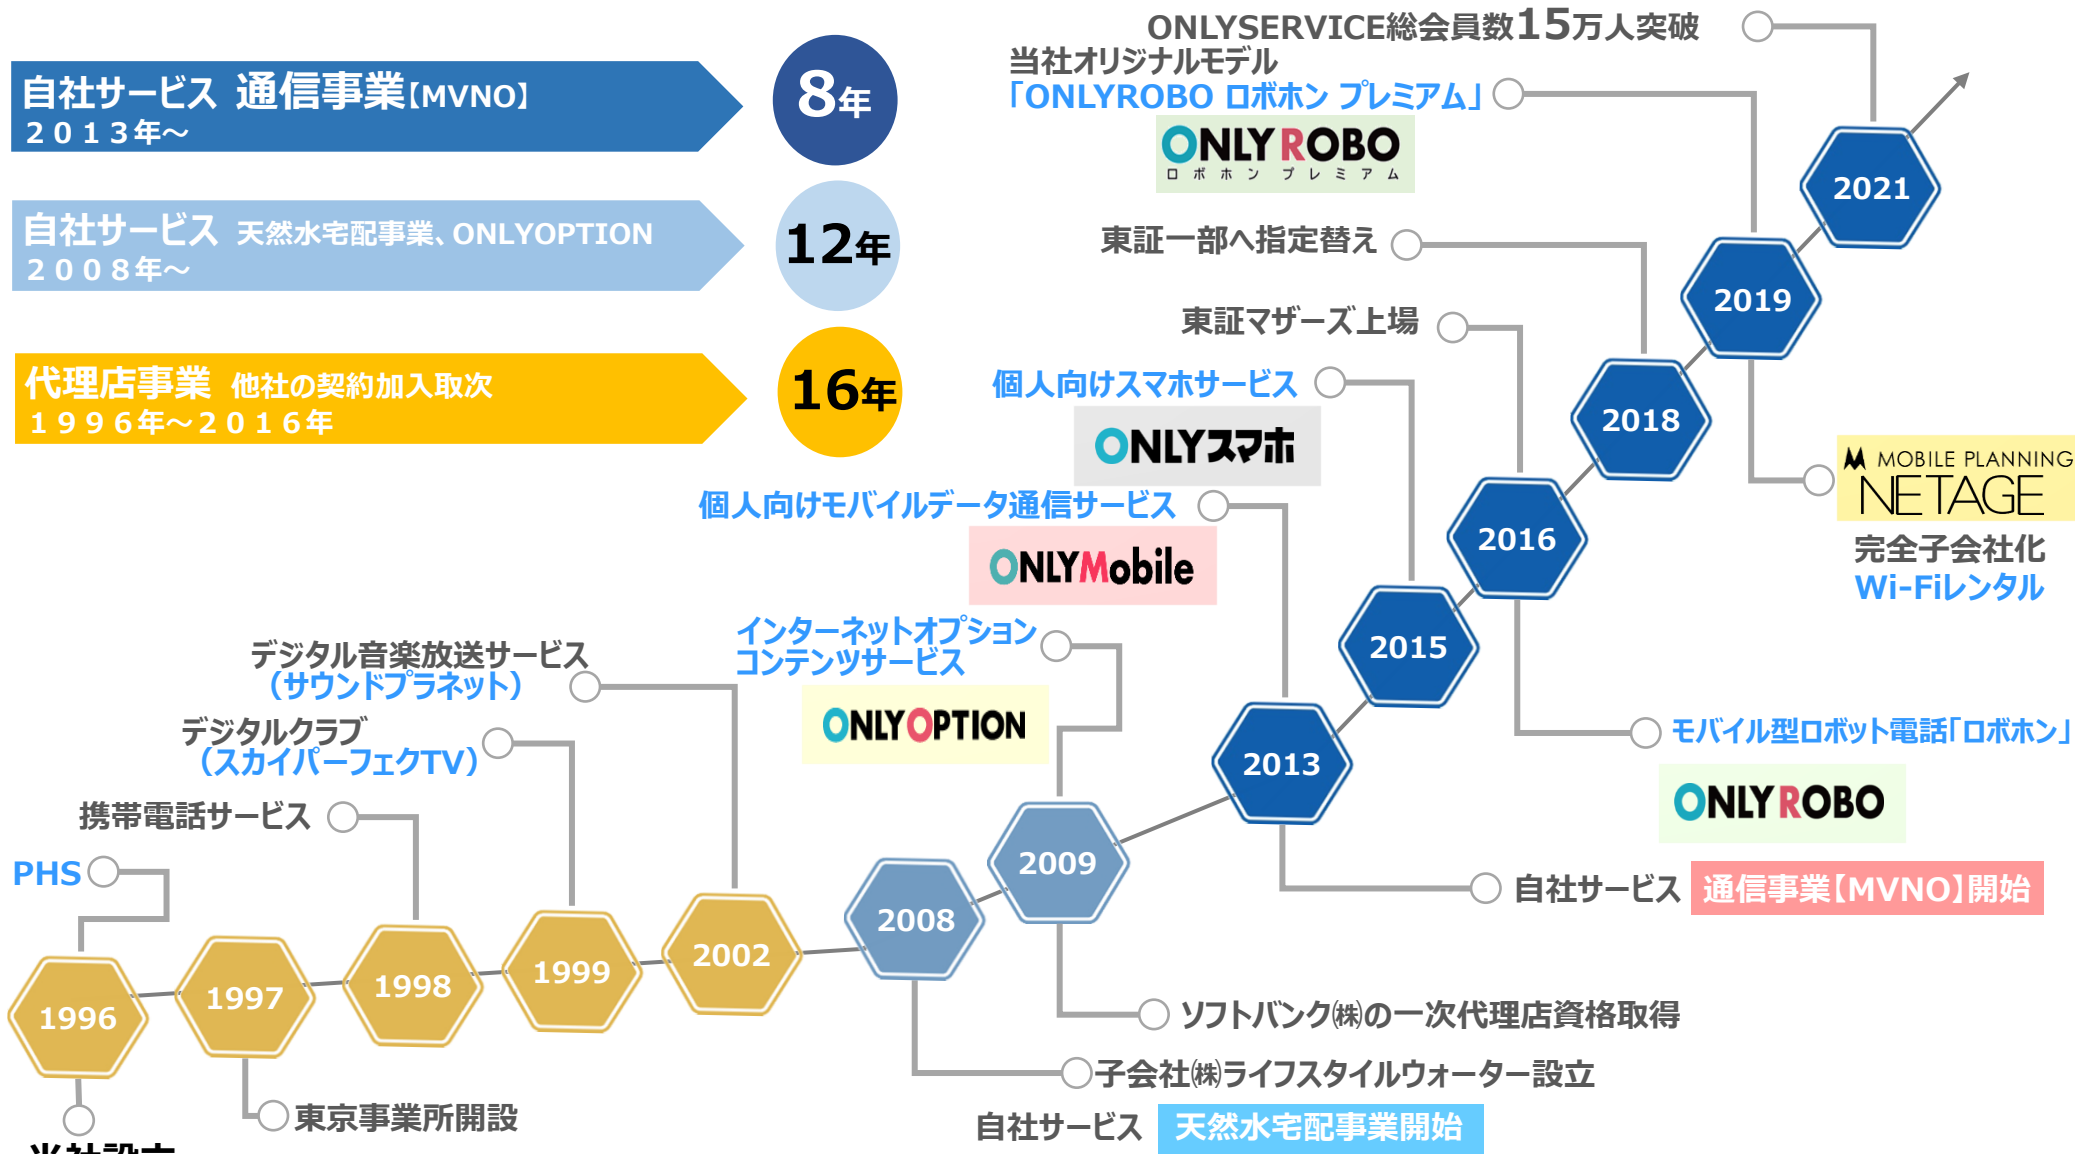 自社サービス 通信事業【MVNO】
２０１３年～
8年
自社サービス 天然水宅配事業、ONLYOPTION
２００８年～
12年
代理店事業 他社の契約加入取次
１９９６年～２０１６年
16年
ONLYSERVICE総会員数15万人突破
当社オリジナルモデル
「ONLYROBO ロボホン プレミアム」
ONLY ROBO
ロボホン プレミアム
東証一部へ指定替え
東証マザーズ上場
個人向けスマホサービス
ONLYスマホ
個人向けモバイルデータ通信サービス
ONLYMobile
インターネットオプション
コンテンツサービス
ONLYOPTION
デジタル音楽放送サービス
（サウンドプラネット）
デジタルクラブ
（スカイパーフェクTV）
携帯電話サービス
PHS
1996
1997
1998
1999
2002
2008
2009
2013
2015
2016
2018
2019
2021
MOBILE PLANNING
NETAGE
完全子会社化
Wi-Fiレンタル
モバイル型ロボット電話「ロボホン」
ONLY ROBO
自社サービス 通信事業【MVNO】開始
ソフトバンク㈱の一次代理店資格取得
子会社㈱ライフスタイルウォーター設立
自社サービス 天然水宅配事業開始
東京事業所開設
当社設立